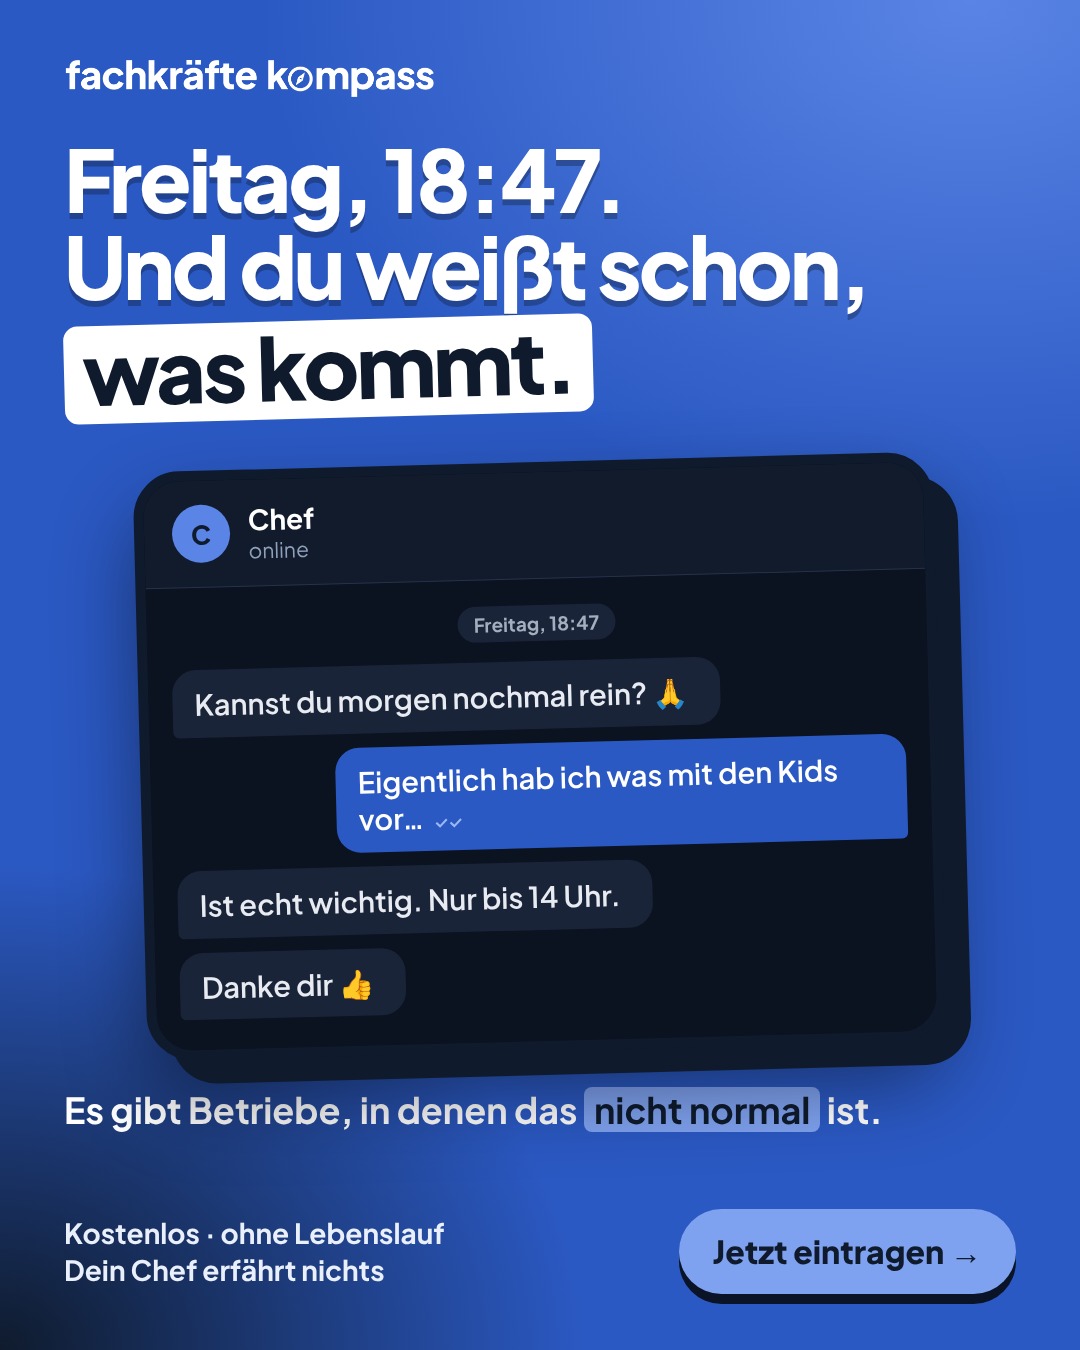 fachkräfte kompass
Freitag, 18:47.
Und du weißt schon,
was kommt.
C
Chef
online
Freitag, 18:47
Kannst du morgen nochmal rein? 🙏
Eigentlich hab ich was mit den Kids
vor… ✓✓
Ist echt wichtig. Nur bis 14 Uhr.
Danke dir 👍
Es gibt Betriebe, in denen das nicht normal ist.
Kostenlos · ohne Lebenslauf
Dein Chef erfährt nichts
Jetzt eintragen →